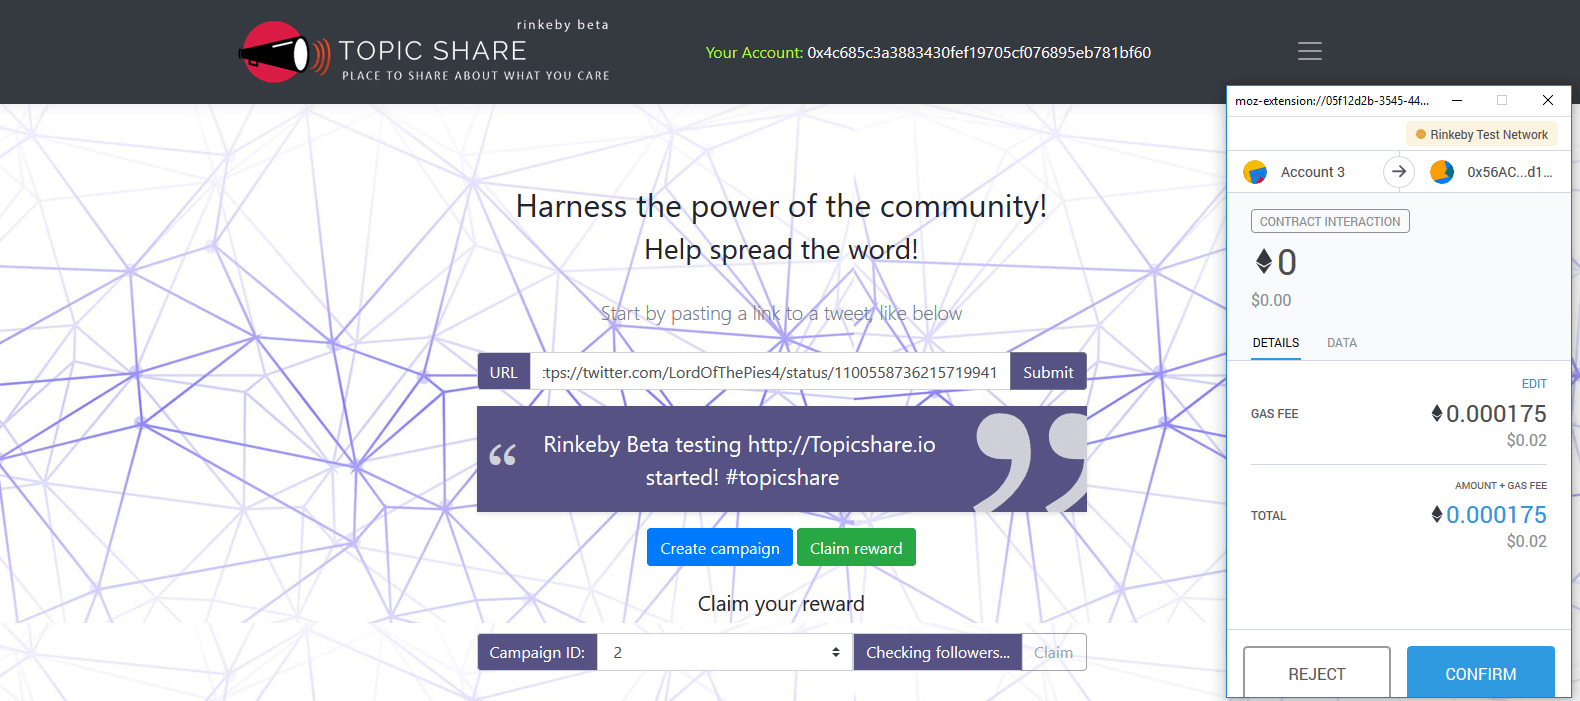 rinkeby beta
TOPIC SHARE
PLACE TO SHARE ABOUT WHAT YOU CARE
Your Account: 0x4c685c3a3883430fef19705cf076895eb781bf60
Harness the power of the community!
Help spread the word!
Start by pasting a link to a tweet, like below
URL :tps://twitter.com/LordOfThePies4/status/1100558736215719941 Submit
“ Rinkeby Beta testing http://Topicshare.io ”
started! #topicshare
Create campaign Claim reward
Claim your reward
Campaign ID: 2 Checking followers... Claim
moz-extension://05f12d2b-3545-44...
Rinkeby Test Network
Account 3 0x56AC...d1...
CONTRACT INTERACTION
0
$0.00
DETAILS DATA
EDIT
GAS FEE 0.000175
$0.02
AMOUNT + GAS FEE
TOTAL 0.000175
$0.02
REJECT CONFIRM